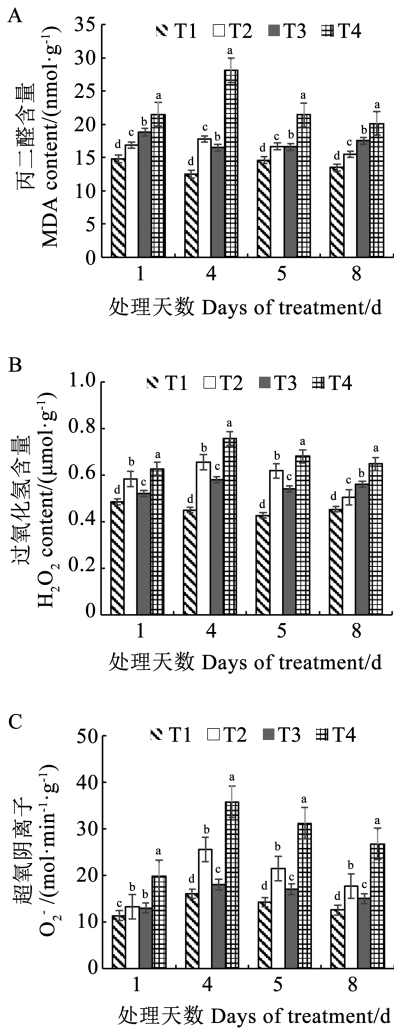 A
T1 T2 T3 T4
35
30
25
20
15
10
5
0
丙二醛含量
MDA content/(nmol·g⁻¹)
d c b a
d c b a
d c b a
d c b a
1 4 5 8
处理天数 Days of treatment/d
B
T1 T2 T3 T4
1.0
0.8
0.6
0.4
0.2
0
过氧化氢含量
H₂O₂ content/(μmol·g⁻¹)
d b c a
d b c a
d b c a
d c b a
1 4 5 8
处理天数 Days of treatment/d
C
T1 T2 T3 T4
50
40
30
20
10
0
超氧阴离子
O₂⁻/(mol·min⁻¹·g⁻¹)
c b b a
d b c a
d b c a
d b c a
1 4 5 8
处理天数 Days of treatment/d